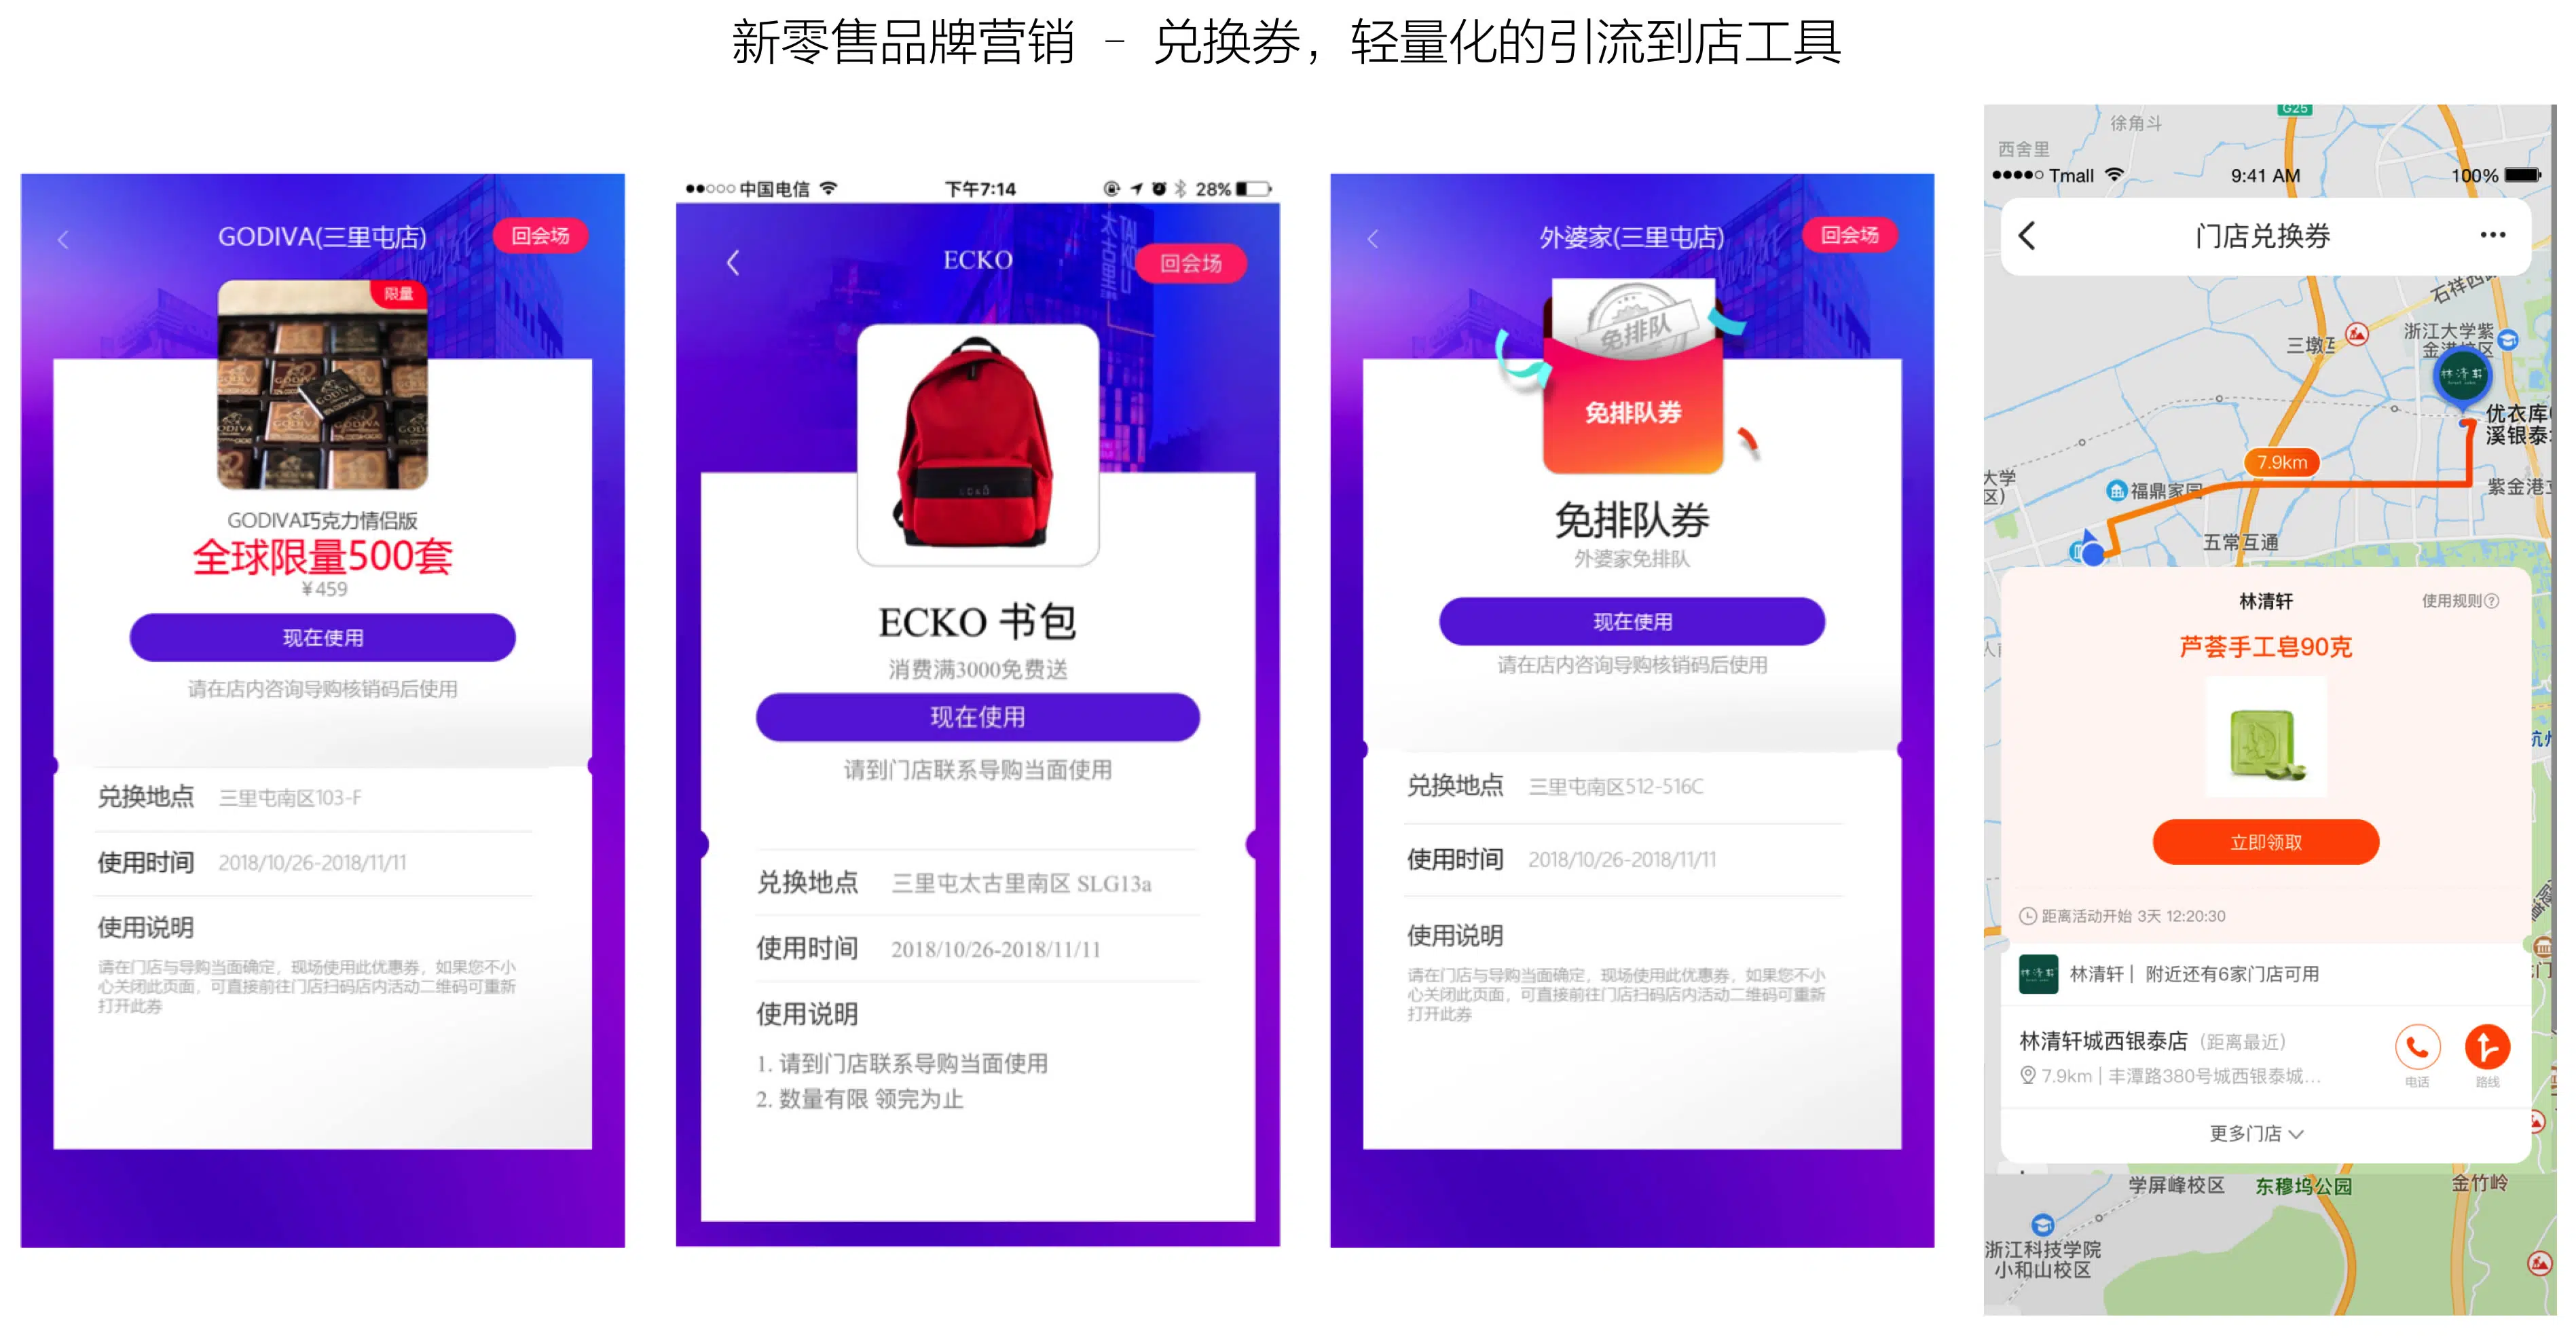 新零售品牌营销 - 兑换券，轻量化的引流到店工具
GODIVA(三里屯店)
回会场
限量
GODIVA巧克力情侣版
全球限量500套
¥459
现在使用
请在店内咨询导购核销码后使用
兑换地点 三里屯南区103-F
使用时间 2018/10/26-2018/11/11
使用说明
请在门店与导购当面确定，现场使用此优惠券，如果您不小
心关闭此页面，可直接前往门店扫码店内活动二维码可重新
打开此券
中国电信 下午7:14 28%
ECKO
回会场
太古里
ECKO 书包
消费满3000免费送
现在使用
请到门店联系导购当面使用
兑换地点 三里屯太古里南区 SLG13a
使用时间 2018/10/26-2018/11/11
使用说明
1. 请到门店联系导购当面使用
2. 数量有限 领完为止
外婆家(三里屯店)
回会场
免排队
免排队券
免排队券
外婆家免排队
现在使用
请在店内咨询导购核销码后使用
兑换地点 三里屯南区512-516C
使用时间 2018/10/26-2018/11/11
使用说明
请在门店与导购当面确定，现场使用此优惠券，如果您不小
心关闭此页面，可直接前往门店扫码店内活动二维码可重新
打开此券
G25
徐角斗
西舍里
Tmall 9:41 AM 100%
门店兑换券
石祥西
三墩互
浙江大学紫
金港校区
林清轩
优衣库
溪银泰
7.9km
大学
区)
福鼎家园
紫金港立
五常互通
林清轩
使用规则
芦荟手工皂90克
杭州
立即领取
距离活动开始 3天 12:20:30
林清轩 | 附近还有6家门店可用
林清轩城西银泰店（距离最近）
7.9km | 丰潭路380号城西银泰城...
电话
路线
更多门店
学屏峰校区
东穆坞公园
金竹岭
浙江科技学院
小和山校区